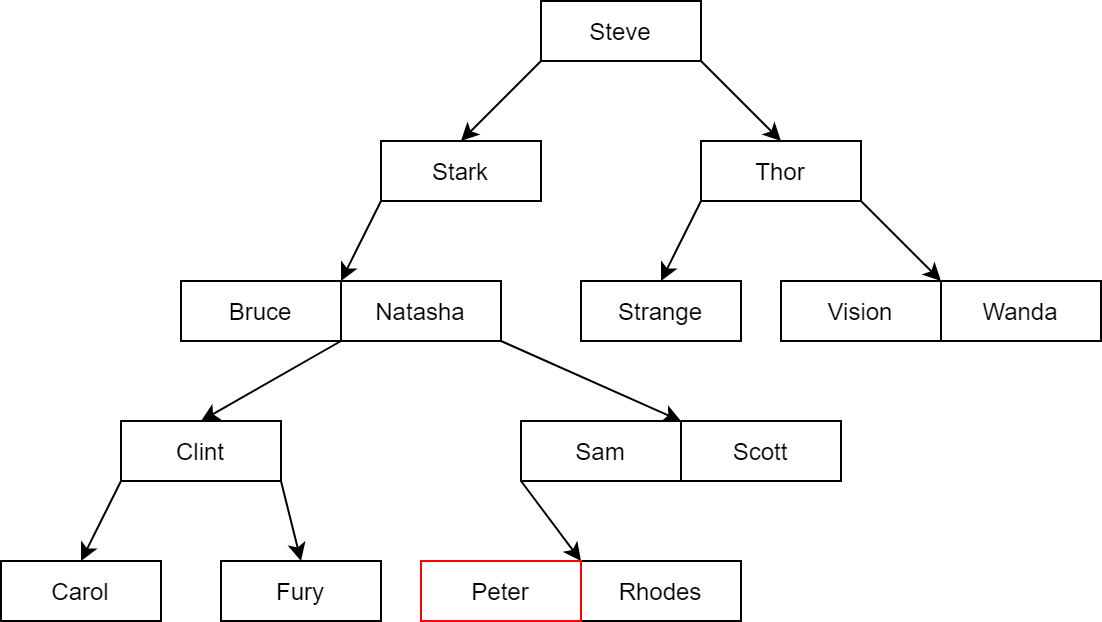 Steve
Stark
Thor
Bruce
Natasha
Strange
Vision
Wanda
Clint
Sam
Scott
Carol
Fury
Peter
Rhodes